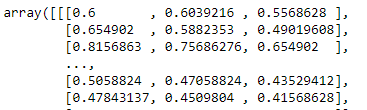 array([[[0.6       , 0.6039216 , 0.5568628 ],
[0.654902  , 0.5882353 , 0.49019608],
[0.8156863 , 0.75686276, 0.654902  ],
...,
[0.5058824 , 0.47058824, 0.43529412],
[0.47843137, 0.4509804 , 0.41568628],